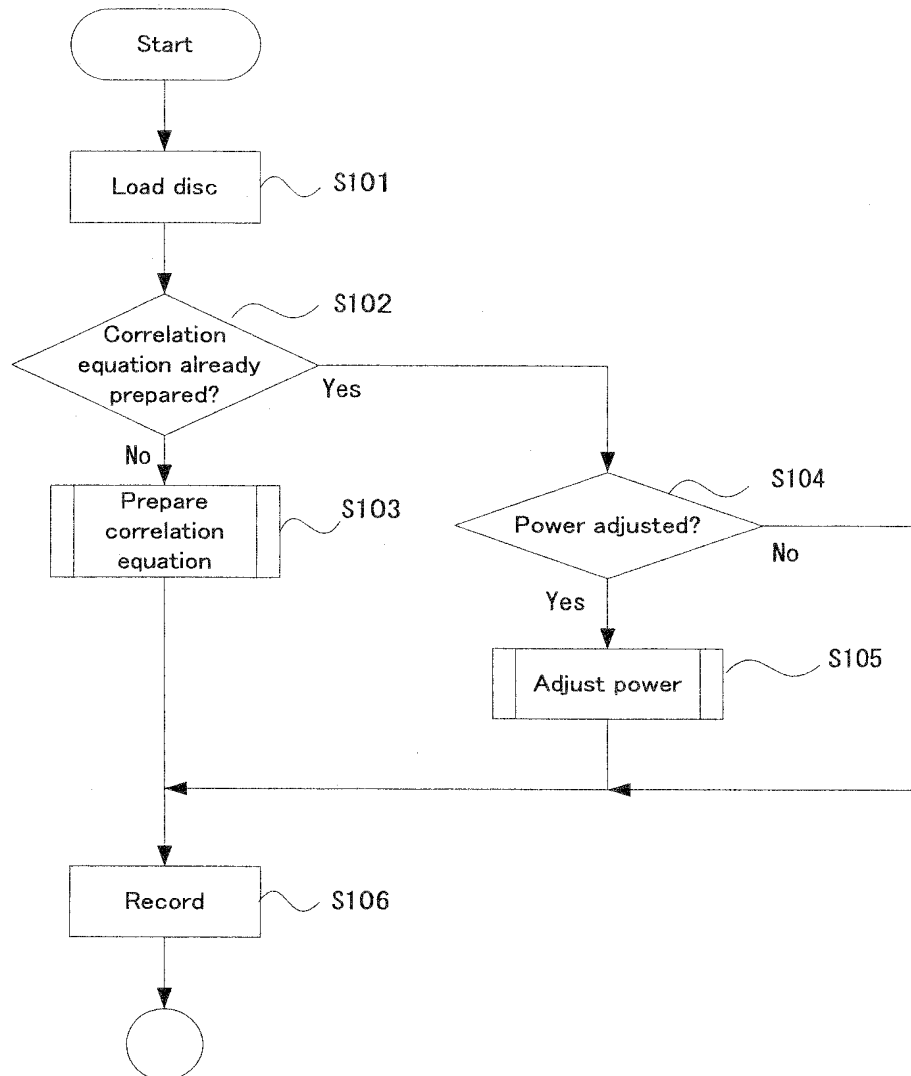 Start
Load disc
S101
S102
Correlation
equation already
prepared?
Yes
No
Prepare
correlation
equation
S103
S104
Power adjusted?
No
Yes
Adjust power
S105
Record
S106